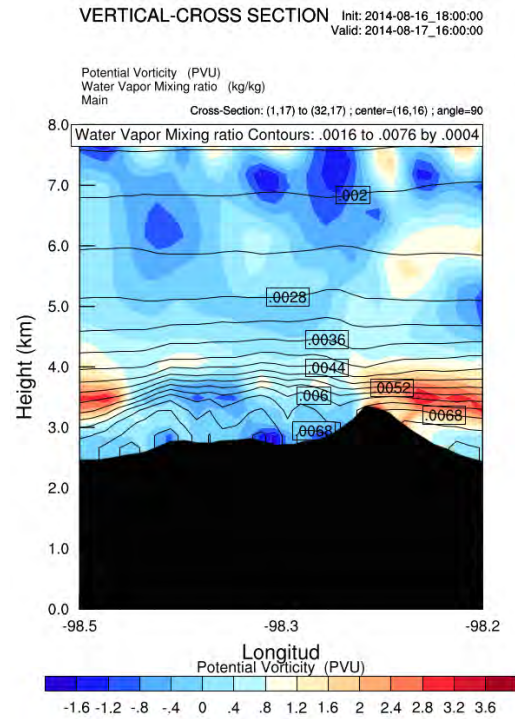 VERTICAL-CROSS SECTION
Init: 2014-08-16_18:00:00
Valid: 2014-08-17_16:00:00
Potential Vorticity (PVU)
Water Vapor Mixing ratio (kg/kg)
Main
Cross-Section: (1,17) to (32,17) ; center=(16,16) ; angle=90
Water Vapor Mixing ratio Contours: .0016 to .0076 by .0004
8.0
7.0
6.0
5.0
4.0
3.0
2.0
1.0
0.0
Height (km)
.002
.0028
.0036
.0044
.0052
.006
.0068
.0068
-98.5 -98.3 -98.2
Longitud
Potential Vorticity (PVU)
-1.6 -1.2 -.8 -.4 0 .4 .8 1.2 1.6 2 2.4 2.8 3.2 3.6